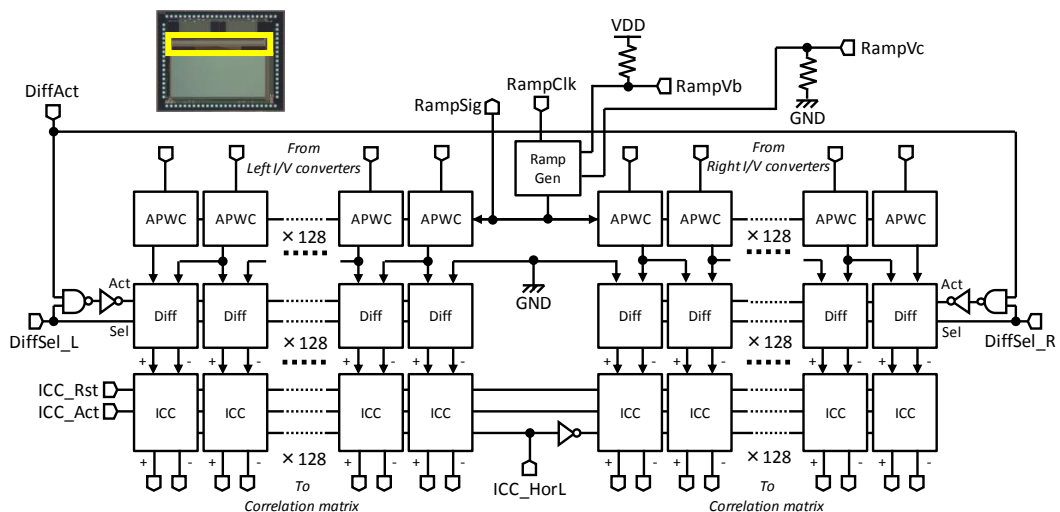 VDD
RampVc
RampClk
RampVb
DiffAct
RampSig
GND
From
Left I/V converters
Ramp
Gen
From
Right I/V converters
APWC APWC APWC APWC APWC APWC APWC APWC
×128 ×128
Act GND Act
Diff Diff Diff Diff Diff Diff Diff Diff
Sel Sel
DiffSel_L ×128 ×128 DiffSel_R
+ - + - + - + - + - + - + - + -
ICC_Rst
ICC_Act
ICC ICC ICC ICC ICC ICC ICC ICC
+ - + - + - + - + - + - + - + -
×128 ×128
To ICC_HorL To
Correlation matrix Correlation matrix